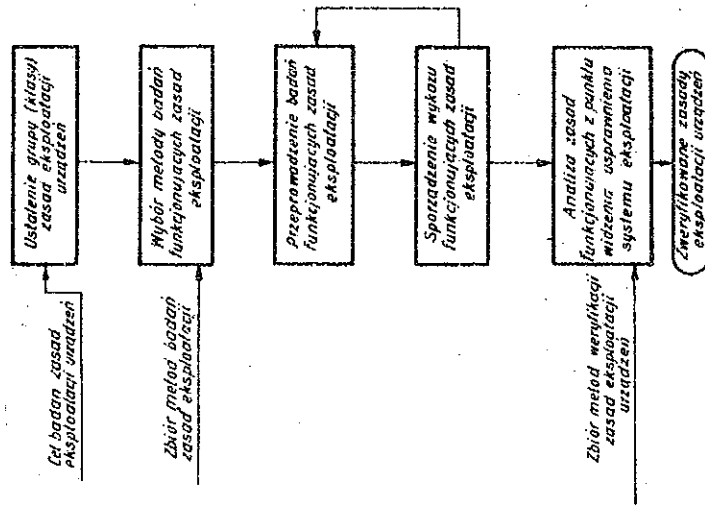 Cel badań zasad
eksploatacji urządzeń
Ustalenie grupy (klasy)
zasad eksploatacji
urządzeń
Zbiór metod badań
zasad eksploatacji
Wybór metody badań
funkcjonujących zasad
eksploatacji
Przeprowadzenie badań
funkcjonujących zasad
eksploatacji
Sporządzenie wykazu
funkcjonujących zasad
eksploatacji
Zbiór metod weryfikacji
zasad eksploatacji
urządzeń
Analiza zasad
funkcjonujących z punktu
widzenia usprawnienia
systemu eksploatacji
Zweryfikowane zasady
eksploatacji urządzeń